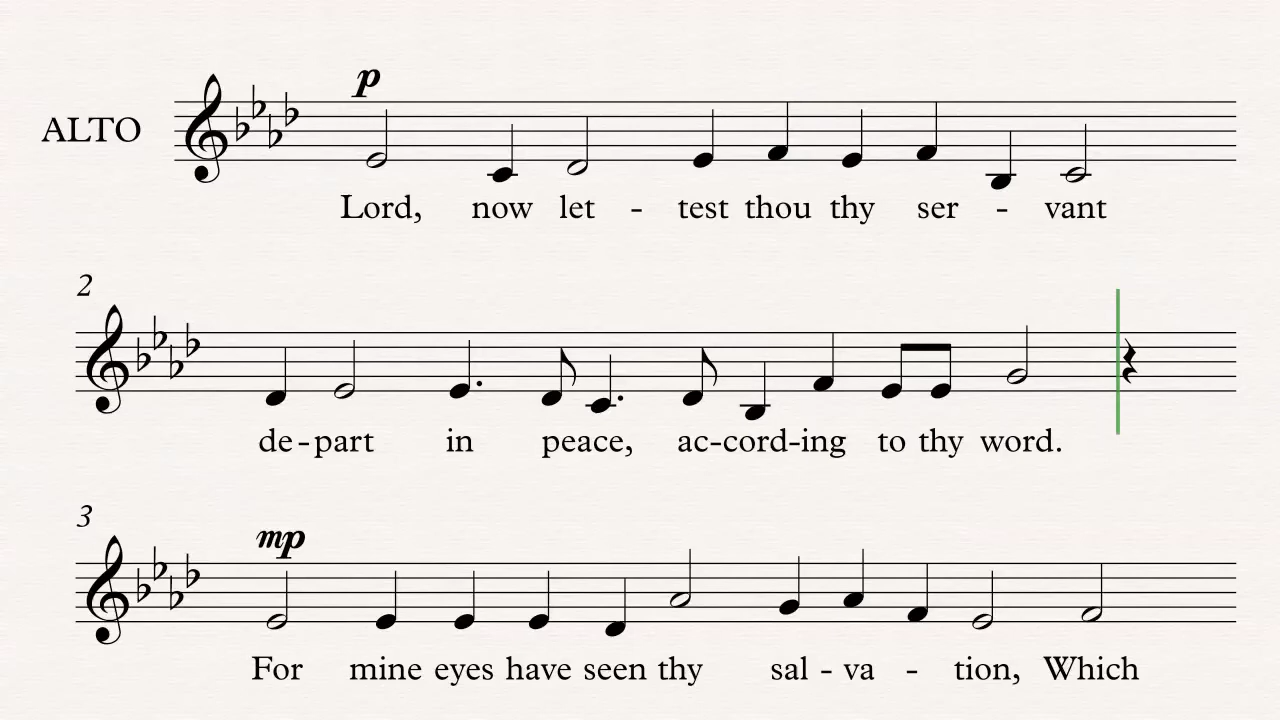 p
ALTO
Lord, now let - test thou thy ser - vant
2
de-part in peace, ac-cord-ing to thy word.
3
mp
For mine eyes have seen thy sal - va - tion, Which